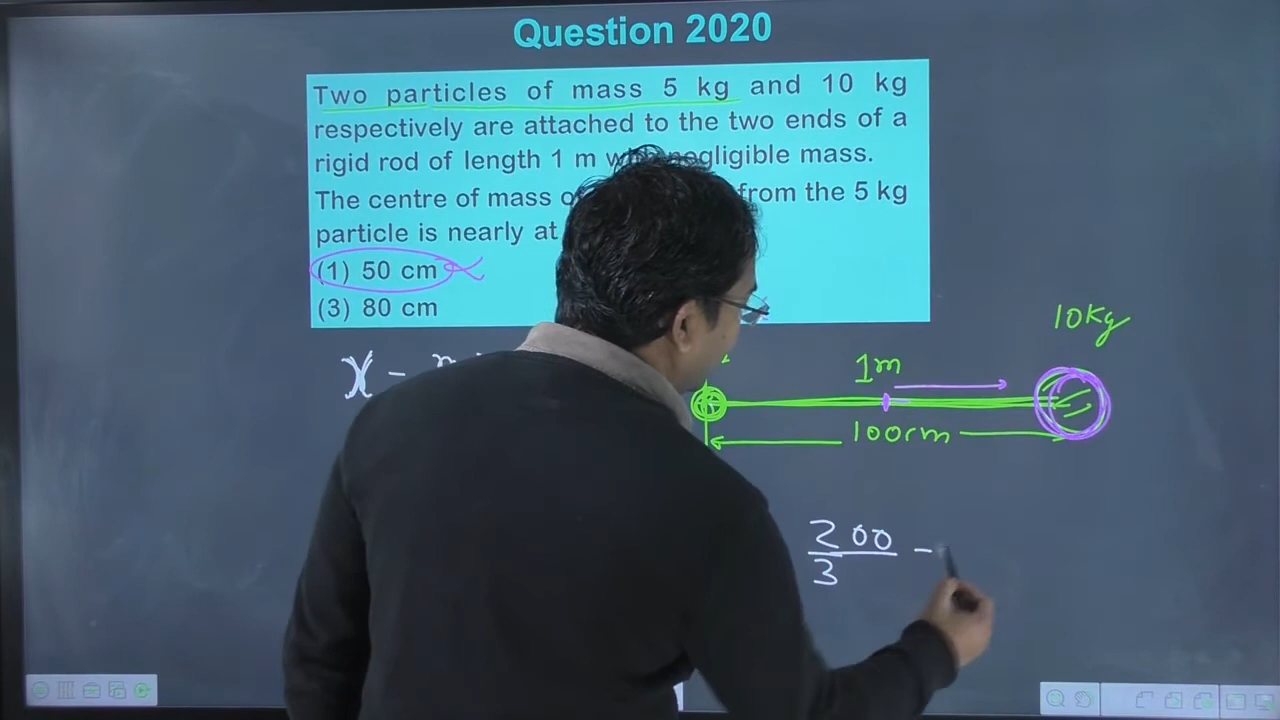 Question 2020
Two particles of mass 5 kg and 10 kg
respectively are attached to the two ends of a
rigid rod of length 1 m negligible mass.
The centre of mass from the 5 kg
particle is nearly at
(1) 50 cm
(3) 80 cm
10Kg
x -
1m
100cm
200
3
-